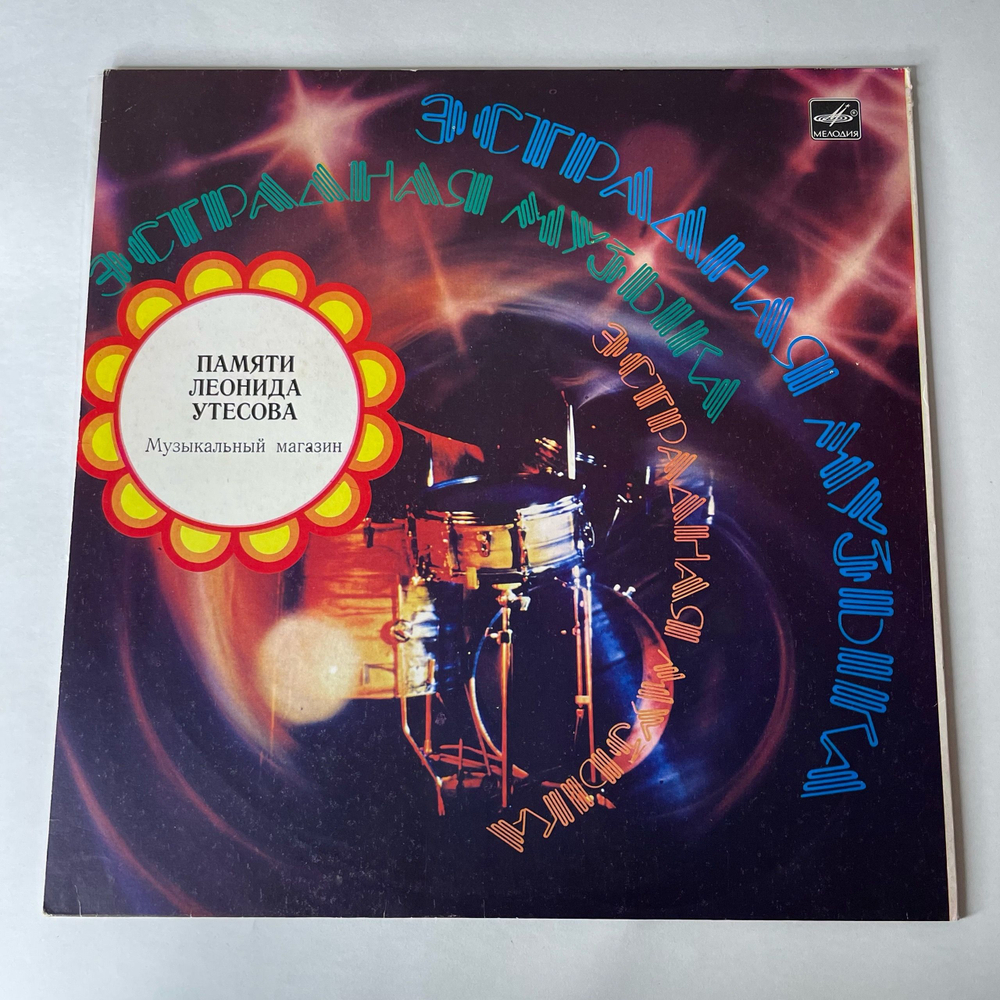 МЕЛОДИЯ
ЭСТРАДНАЯ МУЗЫКА
ЭСТРАДНАЯ МУЗЫКА
ЭСТРАДНАЯ МУЗЫКА
ПАМЯТИ
ЛЕОНИДА
УТЕСОВА
Музыкальный магазин